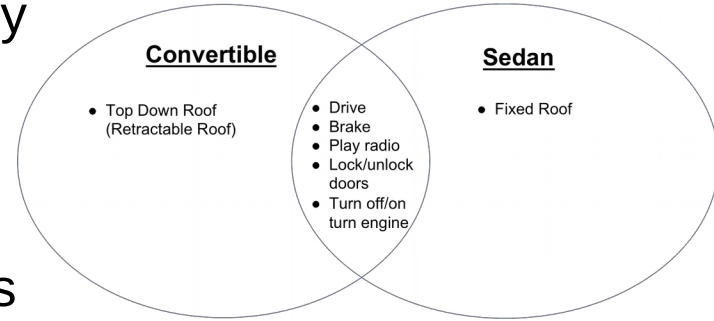 y
Convertible
Sedan
● Top Down Roof
(Retractable Roof)
● Drive
● Brake
● Play radio
● Lock/unlock
doors
● Turn off/on
turn engine
● Fixed Roof
s